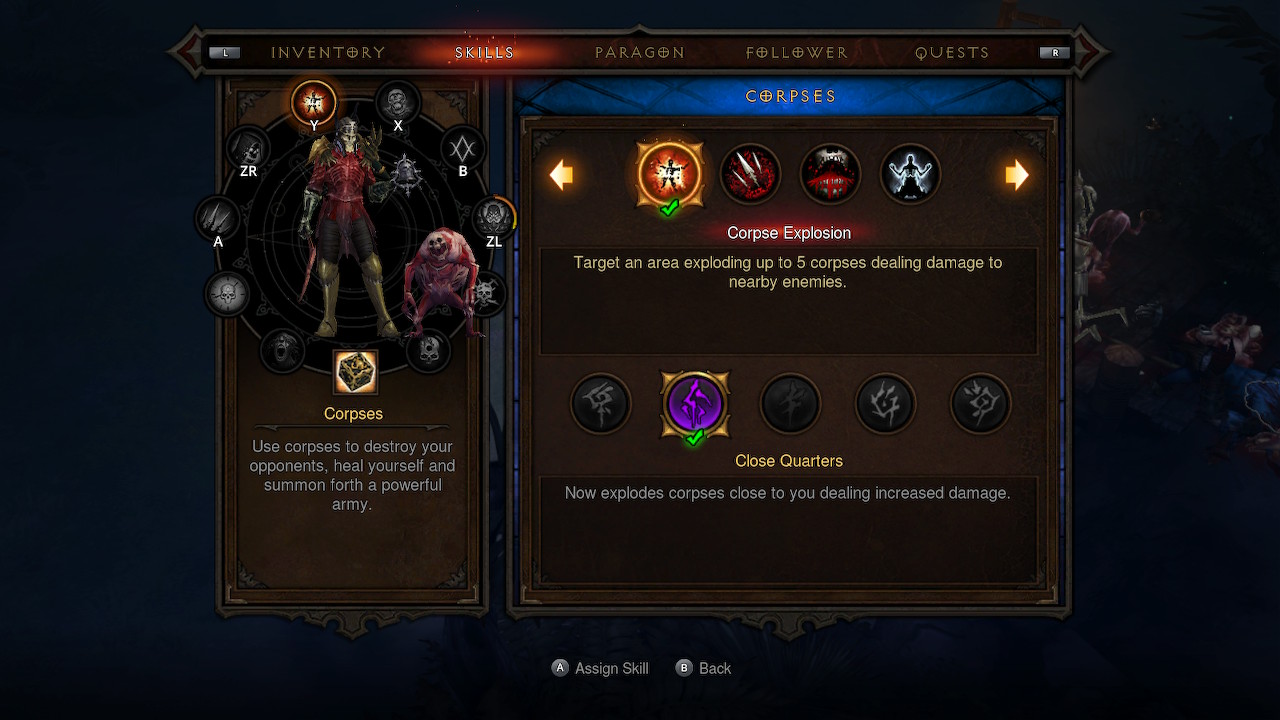 L INVENTORY SKILLS PARAGON FOLLOWER QUESTS R
CORPSES
Y
X
ZR
B
A
ZL
Corpses
Use corpses to destroy your
opponents, heal yourself and
summon forth a powerful
army.
Corpse Explosion
Target an area exploding up to 5 corpses dealing damage to
nearby enemies.
Close Quarters
Now explodes corpses close to you dealing increased damage.
A Assign Skill B Back